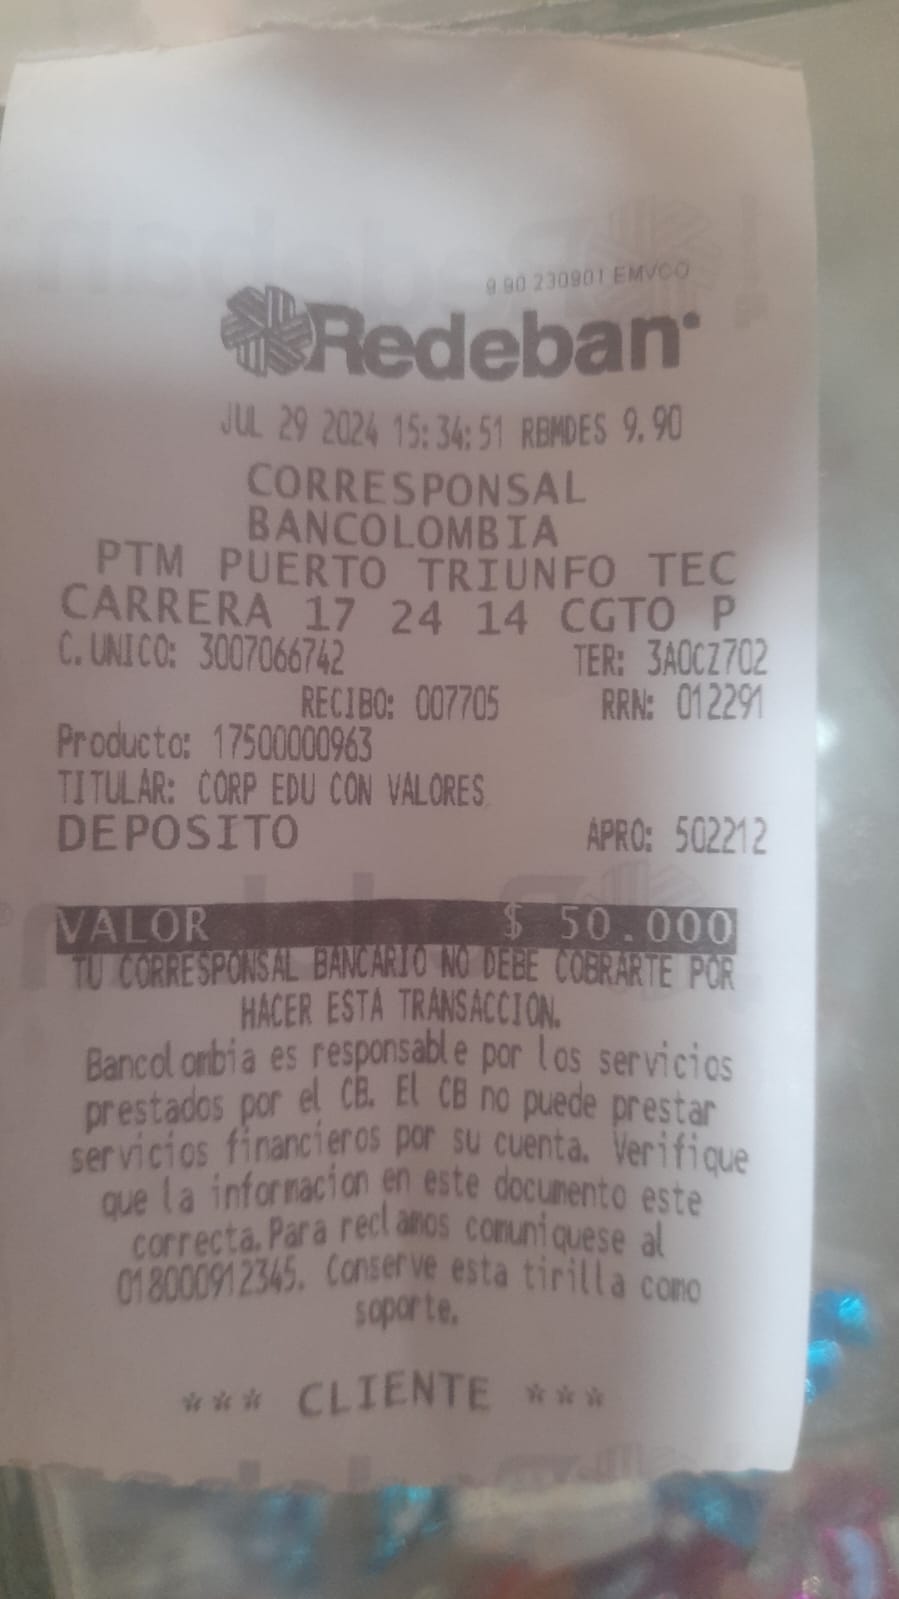 9.90 230901 EMVCO
Redeban
JUL 29 2024 15:34:51 RBMDES 9.90
CORRESPONSAL
BANCOLOMBIA
PTM PUERTO TRIUNFO TEC
CARRERA 17 24 14 CGTO P
C. UNICO: 3007066742 TER: 3A0CZ702
RECIBO: 007705 RRN: 012291
Producto: 17500000963
TITULAR: CORP EDU CON VALORES
DEPOSITO APRO: 502212
VALOR $ 50.000
TU CORRESPONSAL BANCARIO NO DEBE COBRARTE POR
HACER ESTA TRANSACCION.
Bancolombia es responsable por los servicios
prestados por el CB. El CB no puede prestar
servicios financieros por su cuenta. Verifique
que la informacion en este documento este
correcta. Para reclamos comuniquese al
018000912345. Conserve esta tirilla como
soporte.
*** CLIENTE ***